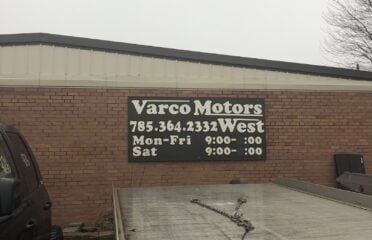 Varco Motors
785.364.2332 West
Mon-Fri 9:00- :00
Sat 9:00- :00